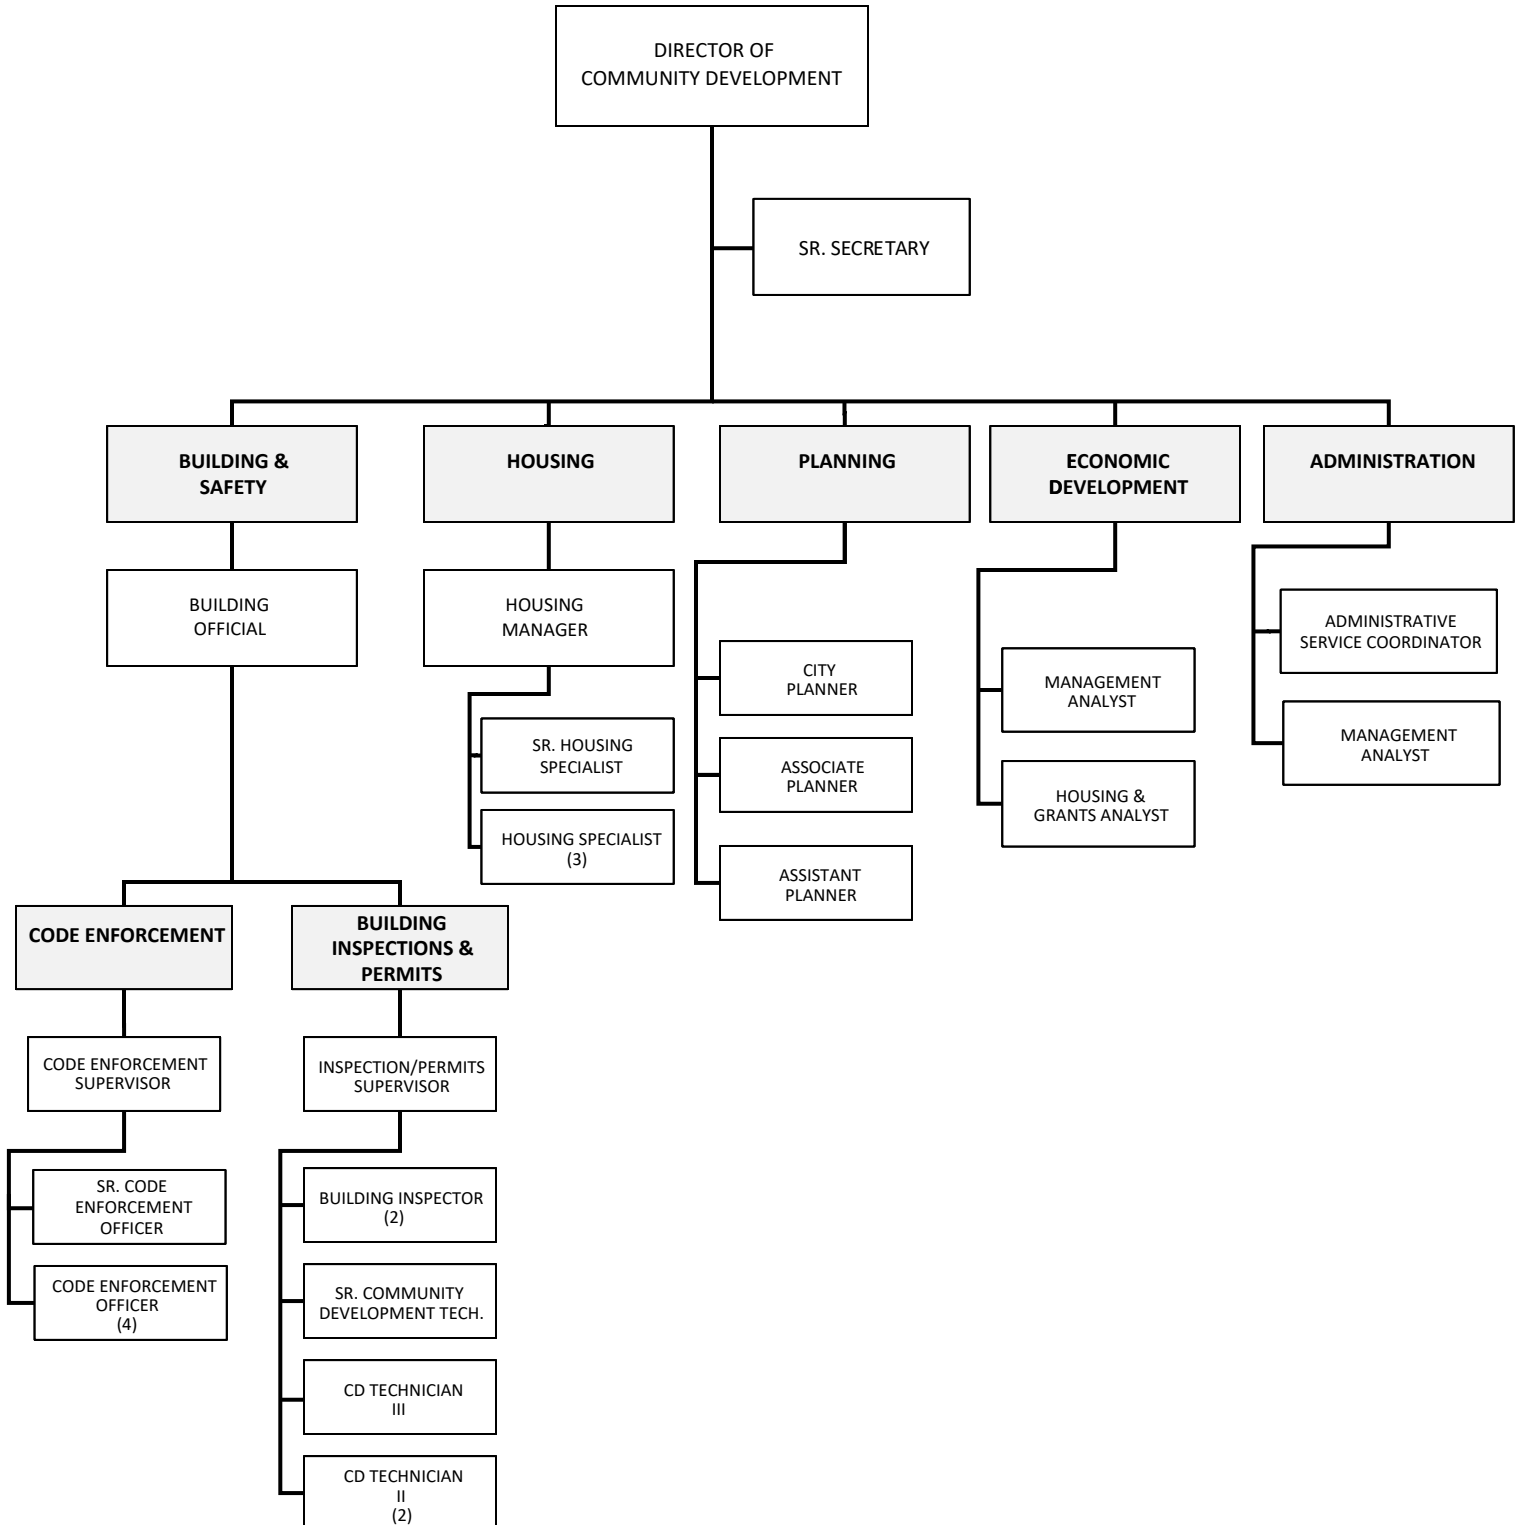 DIRECTOR OF
COMMUNITY DEVELOPMENT
SR. SECRETARY
BUILDING &
SAFETY
HOUSING
PLANNING
ECONOMIC
DEVELOPMENT
ADMINISTRATION
BUILDING
OFFICIAL
HOUSING
MANAGER
SR. HOUSING
SPECIALIST
HOUSING SPECIALIST
(3)
CITY
PLANNER
ASSOCIATE
PLANNER
ASSISTANT
PLANNER
MANAGEMENT
ANALYST
HOUSING &
GRANTS ANALYST
ADMINISTRATIVE
SERVICE COORDINATOR
MANAGEMENT
ANALYST
CODE ENFORCEMENT
CODE ENFORCEMENT
SUPERVISOR
SR. CODE
ENFORCEMENT
OFFICER
CODE ENFORCEMENT
OFFICER
(4)
BUILDING
INSPECTIONS &
PERMITS
INSPECTION/PERMITS
SUPERVISOR
BUILDING INSPECTOR
(2)
SR. COMMUNITY
DEVELOPMENT TECH.
CD TECHNICIAN
III
CD TECHNICIAN
II
(2)